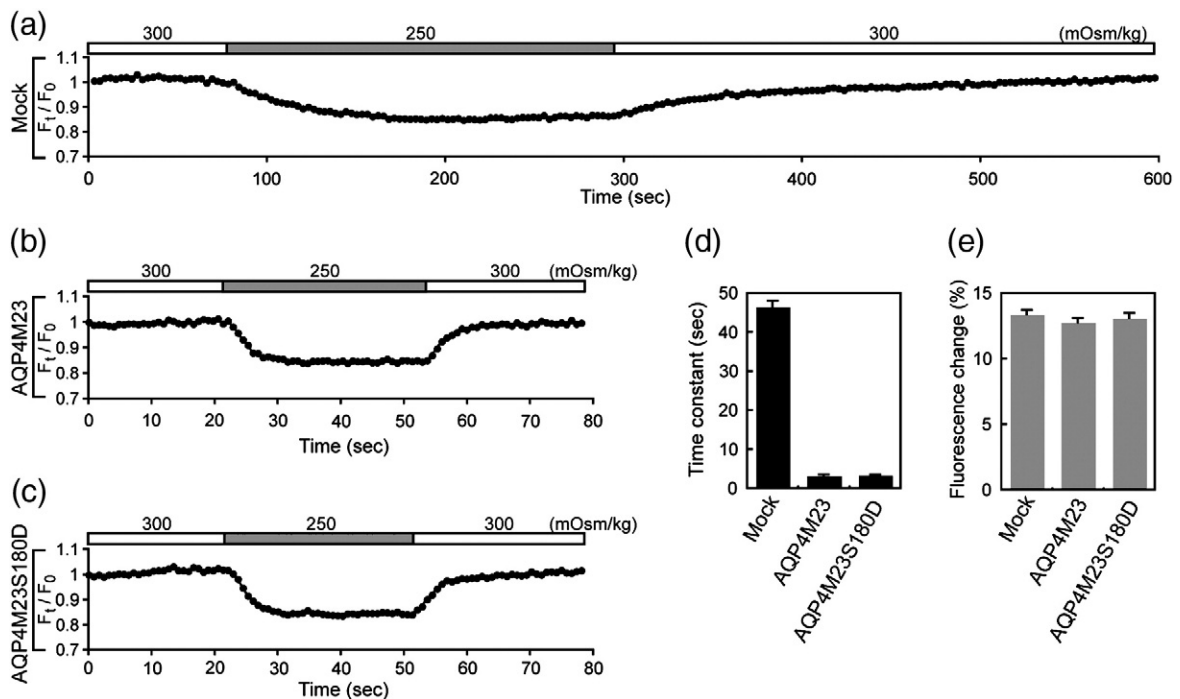 (a)
300 250 300 (mOsm/kg)
Mock
Ft / F0
1.1
1
0.9
0.8
0.7
0 100 200 300 400 500 600
Time (sec)
(b)
300 250 300 (mOsm/kg)
AQP4M23
Ft / F0
1.1
1
0.9
0.8
0.7
0 10 20 30 40 50 60 70 80
Time (sec)
(c)
300 250 300 (mOsm/kg)
AQP4M23S180D
Ft / F0
1.1
1
0.9
0.8
0.7
0 10 20 30 40 50 60 70 80
Time (sec)
(d)
Time constant (sec)
50
40
30
20
10
0
Mock
AQP4M23
AQP4M23S180D
(e)
Fluorescence change (%)
15
10
5
0
Mock
AQP4M23
AQP4M23S180D